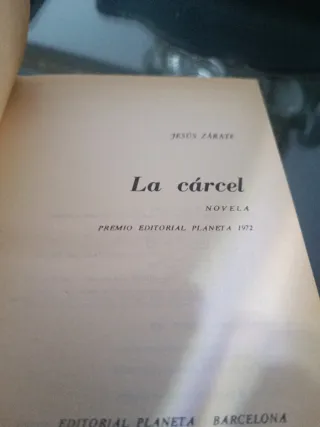 JESÚS ZÁRATE
La cárcel
NOVELA
PREMIO EDITORIAL PLANETA 1972
EDITORIAL PLANETA BARCELONA